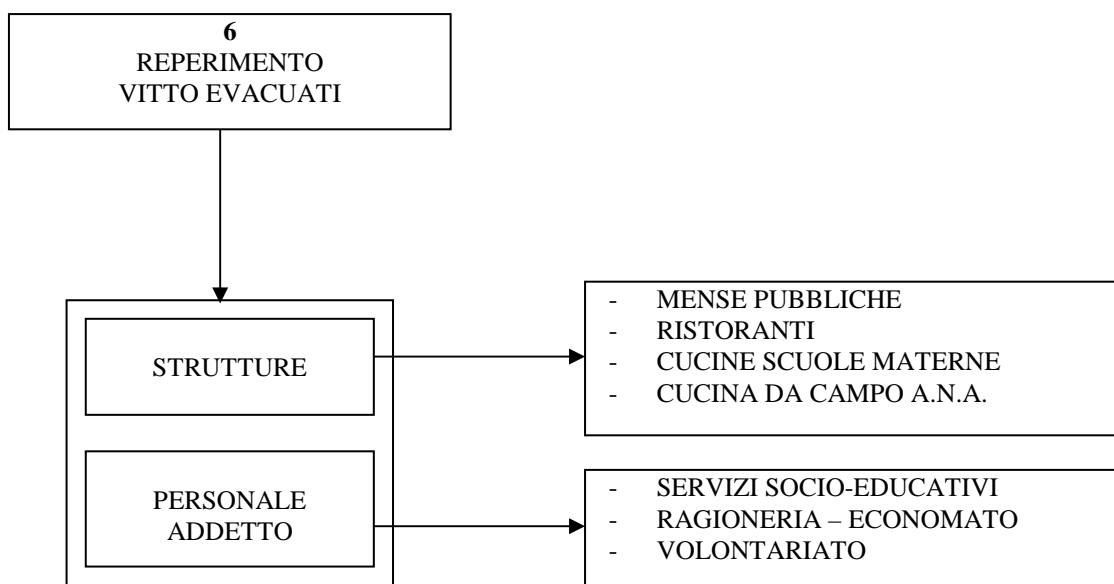 6
REPERIMENTO
VITTO EVACUATI
STRUTTURE
- MENSE PUBBLICHE
- RISTORANTI
- CUCINE SCUOLE MATERNE
- CUCINA DA CAMPO A.N.A.
PERSONALE
ADDETTO
- SERVIZI SOCIO-EDUCATIVI
- RAGIONERIA – ECONOMATO
- VOLONTARIATO